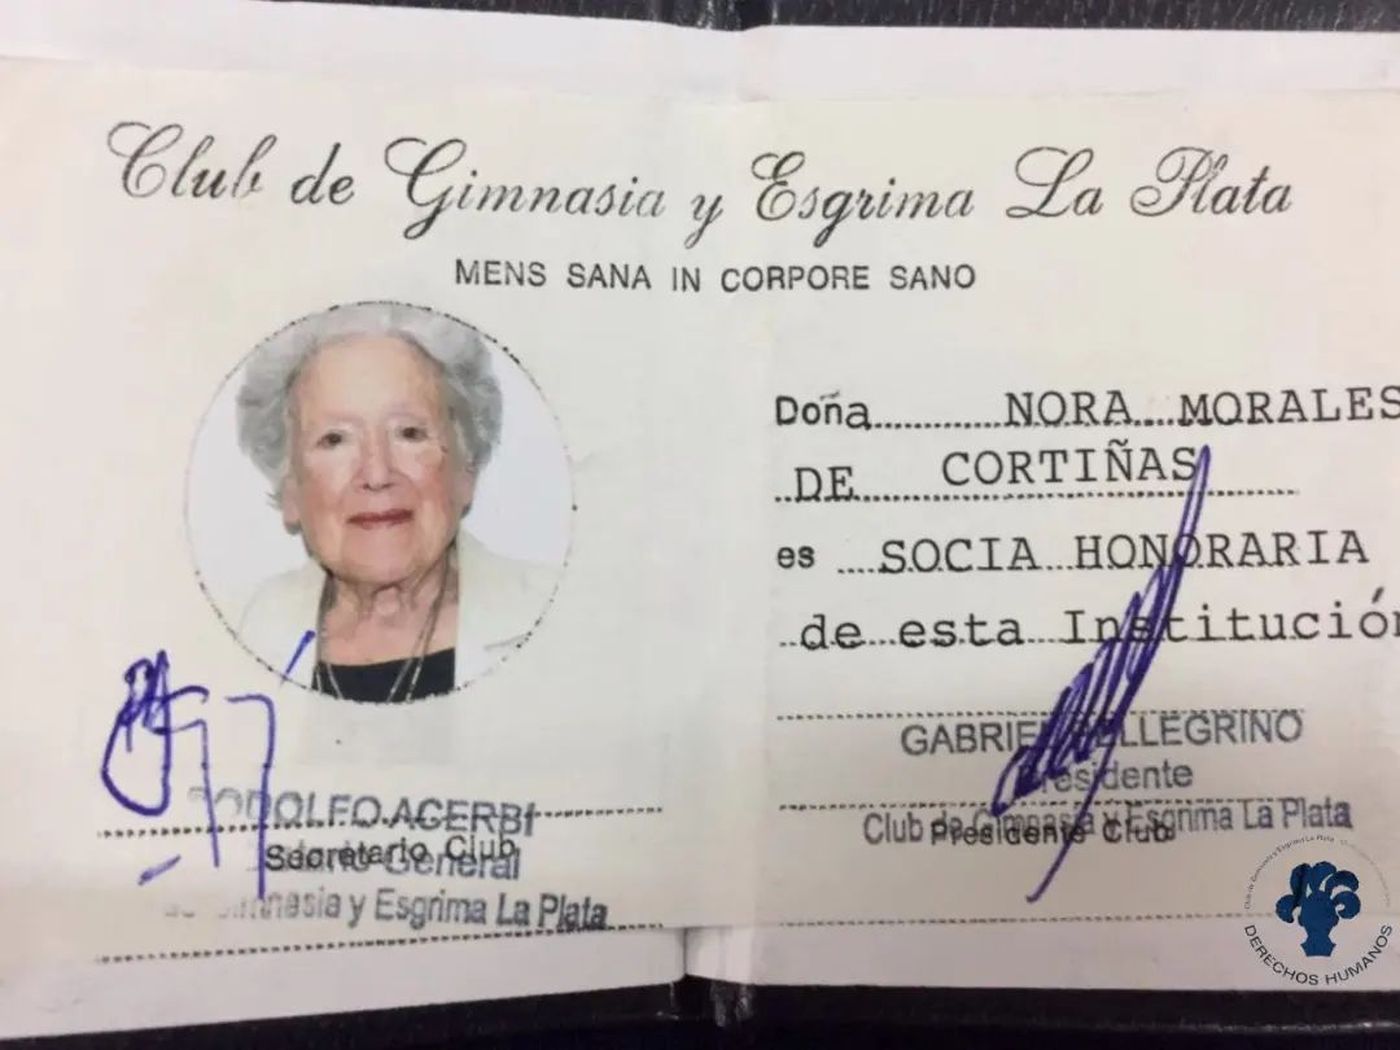 Club de Gimnasia y Esgrima La Plata
MENS SANA IN CORPORE SANO
Doña NORA MORALES
DE CORTIÑAS
es SOCIA HONORARIA
de esta Institución
GABRIEL PELLEGRINO
Presidente
Club de Gimnasia y Esgrima La Plata
Presidente Club
RODOLFO AGERBI
Secretario General
Secretario Club
Gimnasia y Esgrima La Plata
DERECHOS HUMANOS